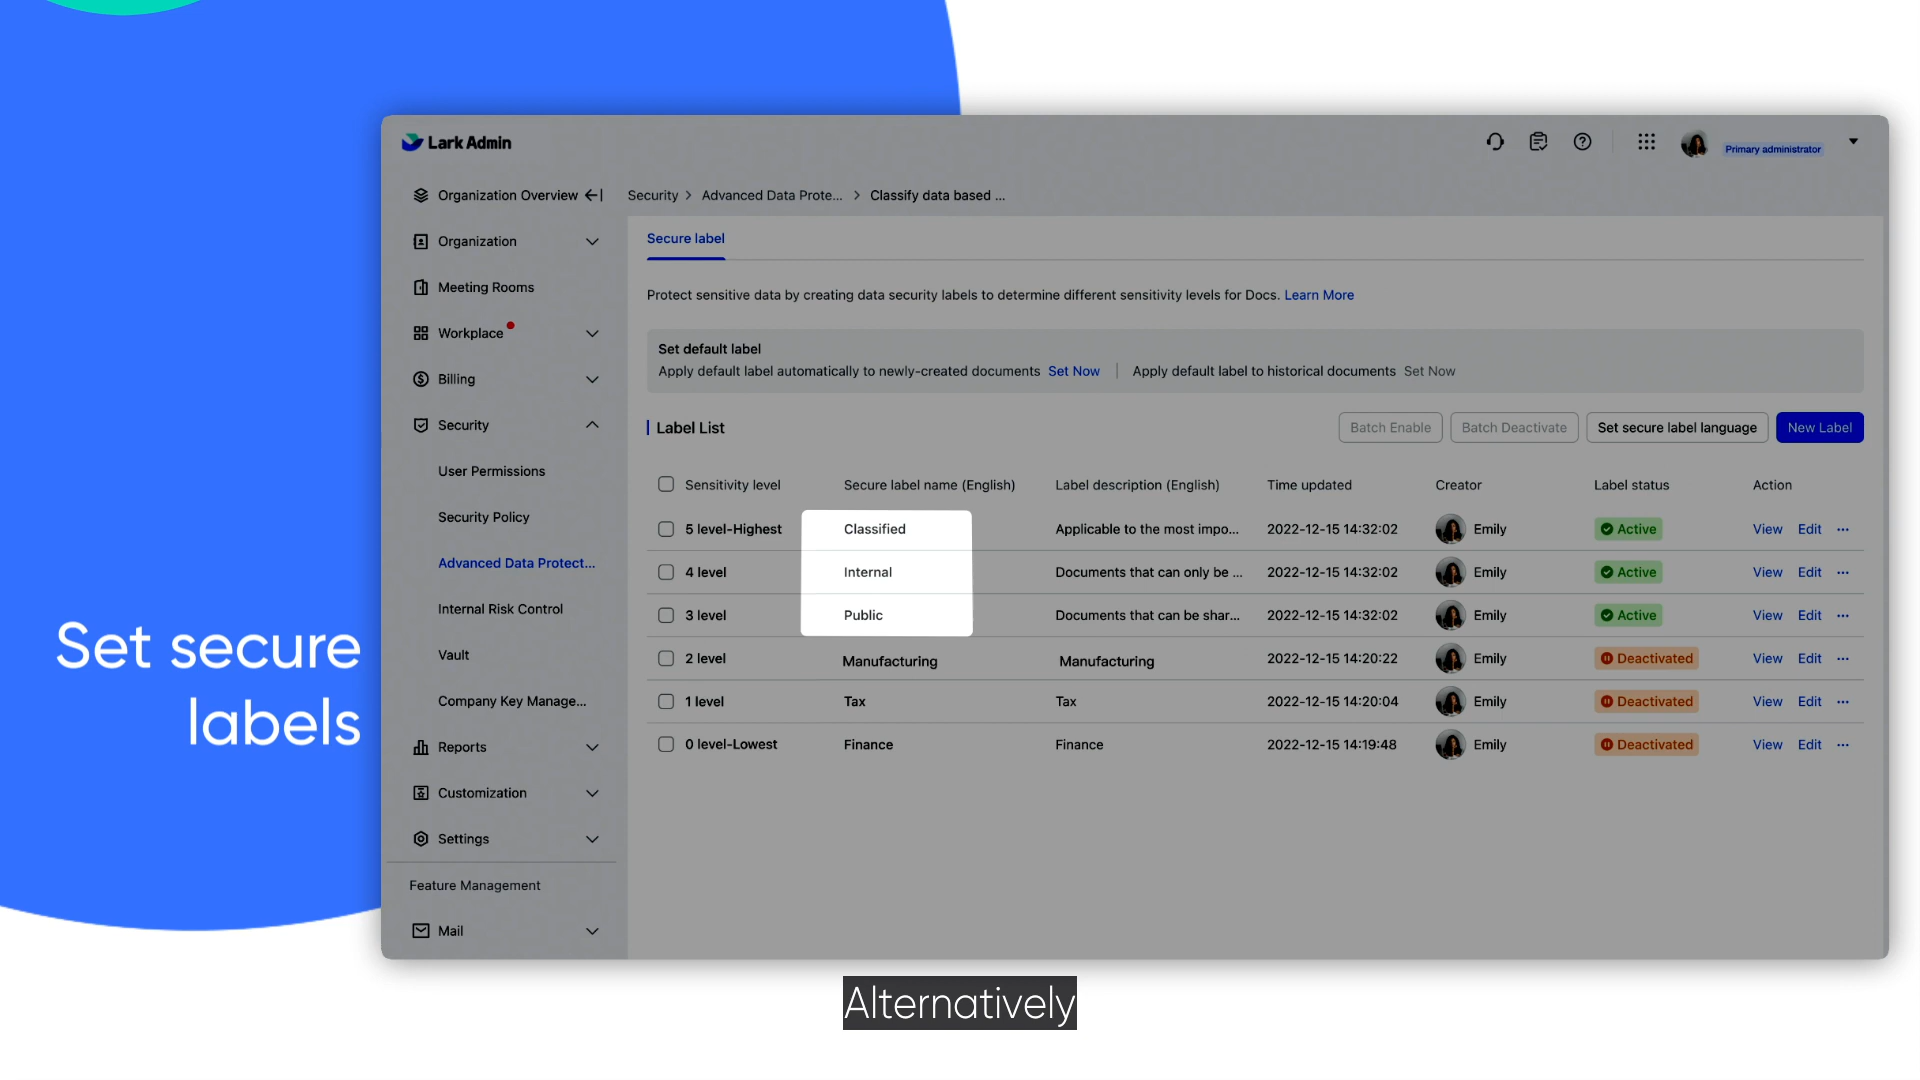 Lark Admin
Primary administrator
Organization Overview
Security > Advanced Data Prote... > Classify data based ...
Organization
Meeting Rooms
Workplace
Billing
Security
User Permissions
Security Policy
Advanced Data Protect...
Internal Risk Control
Vault
Company Key Manage...
Reports
Customization
Settings
Feature Management
Mail
Secure label
Protect sensitive data by creating data security labels to determine different sensitivity levels for Docs. Learn More
Set default label
Apply default label automatically to newly-created documents Set Now | Apply default label to historical documents Set Now
Label List
Batch Enable Batch Deactivate Set secure label language New Label
Sensitivity level Secure label name (English) Label description (English) Time updated Creator Label status Action
5 level-Highest Classified Applicable to the most impo... 2022-12-15 14:32:02 Emily Active View Edit ...
4 level Internal Documents that can only be ... 2022-12-15 14:32:02 Emily Active View Edit ...
3 level Public Documents that can be shar... 2022-12-15 14:32:02 Emily Active View Edit ...
2 level Manufacturing Manufacturing 2022-12-15 14:20:22 Emily Deactivated View Edit ...
1 level Tax Tax 2022-12-15 14:20:04 Emily Deactivated View Edit ...
0 level-Lowest Finance Finance 2022-12-15 14:19:48 Emily Deactivated View Edit ...
Set secure
labels
Alternatively